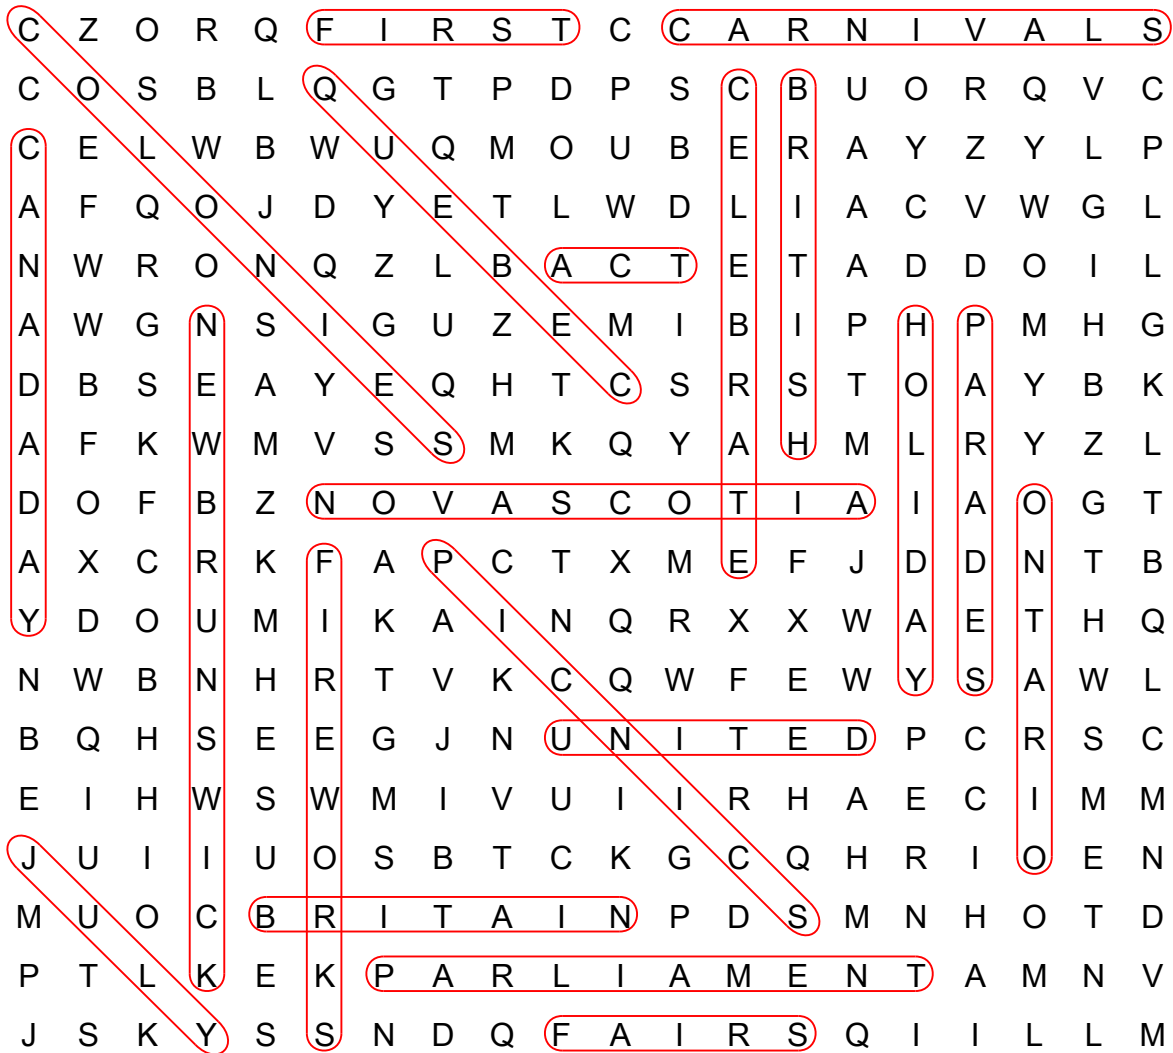 C Z O R Q F I R S T C C A R N I V A L S
C O S B L Q G T P D P S C B U O R Q V C
C E L W B W U Q M O U B E R A Y Z Y L P
A F Q O J D Y E T L W D L I A C V W G L
N W R O N Q Z L B A C T E T A D D O I L
A W G N S I G U Z E M I B I P H P M H G
D B S E A Y E Q H T C S R S T O A Y B K
A F K W M V S S M K Q Y A H M L R Y Z L
D O F B Z N O V A S C O T I A I A O G T
A X C R K F A P C T X M E F J D D N T B
Y D O U M I K A I N Q R X X W A E T H Q
N W B N H R T V K C Q W F E W Y S A W L
B Q H S E E G J N U N I T E D P C R S C
E I H W S W M I V U I I R H A E C I M M
J U I I U O S B T C K G C Q H R I O E N
M U O C B R I T A I N P D S M N H O T D
P T L K E K P A R L I A M E N T A M N V
J S K Y S S N D Q F A I R S Q I I L L M